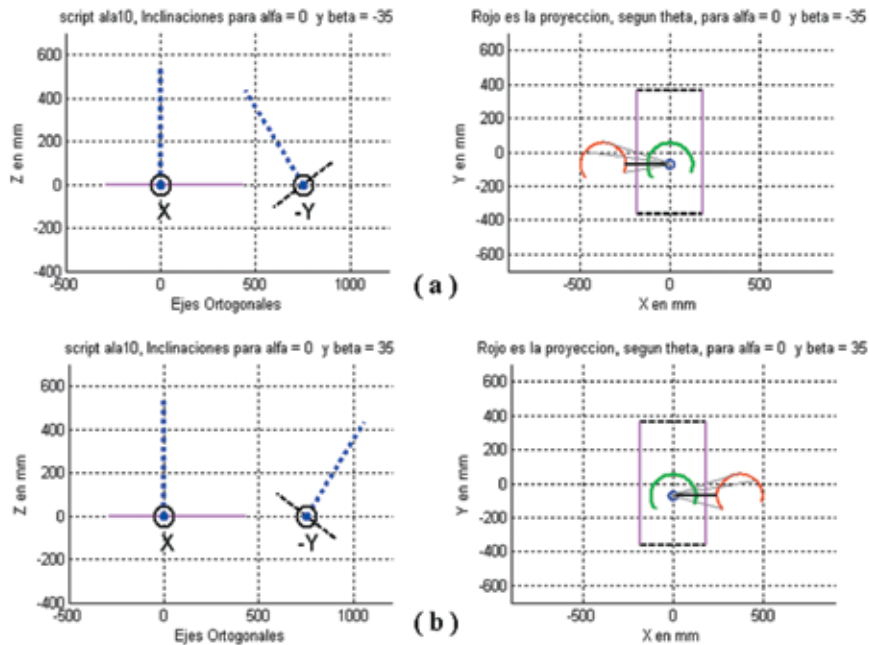 script ala10, Inclinaciones para alfa = 0 y beta = -35
Rojo es la proyeccion, segun theta, para alfa = 0 y beta = -35
600
400
200
0
-200
-400
Z en mm
X
-Y
-500
0
500
1000
Ejes Ortogonales
600
400
200
0
-200
-400
-600
Y en mm
-500
0
500
X en mm
( a )
script ala10, Inclinaciones para alfa = 0 y beta = 35
Rojo es la proyeccion, segun theta, para alfa = 0 y beta = 35
600
400
200
0
-200
-400
Z en mm
X
-Y
-500
0
500
1000
Ejes Ortogonales
600
400
200
0
-200
-400
-600
Y en mm
-500
0
500
X en mm
( b )